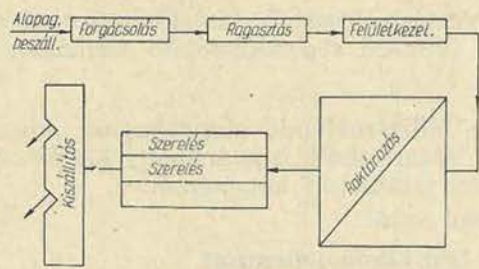 Alapag.
beszáll.
Forgácsolás
Ragasztás
Felületkezel.
Raktározás
Szerelés
Szerelés
Kiszállítás